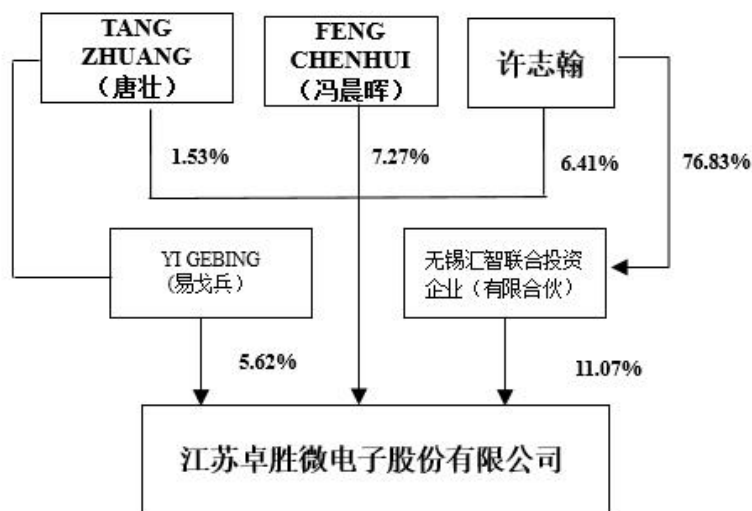 TANG
ZHUANG
（唐壮）
FENG
CHENHUI
（冯晨晖）
许志翰
1.53%
7.27%
6.41%
76.83%
YI GEBING
(易戈兵）
无锡汇智联合投资
企业（有限合伙）
5.62%
11.07%
江苏卓胜微电子股份有限公司